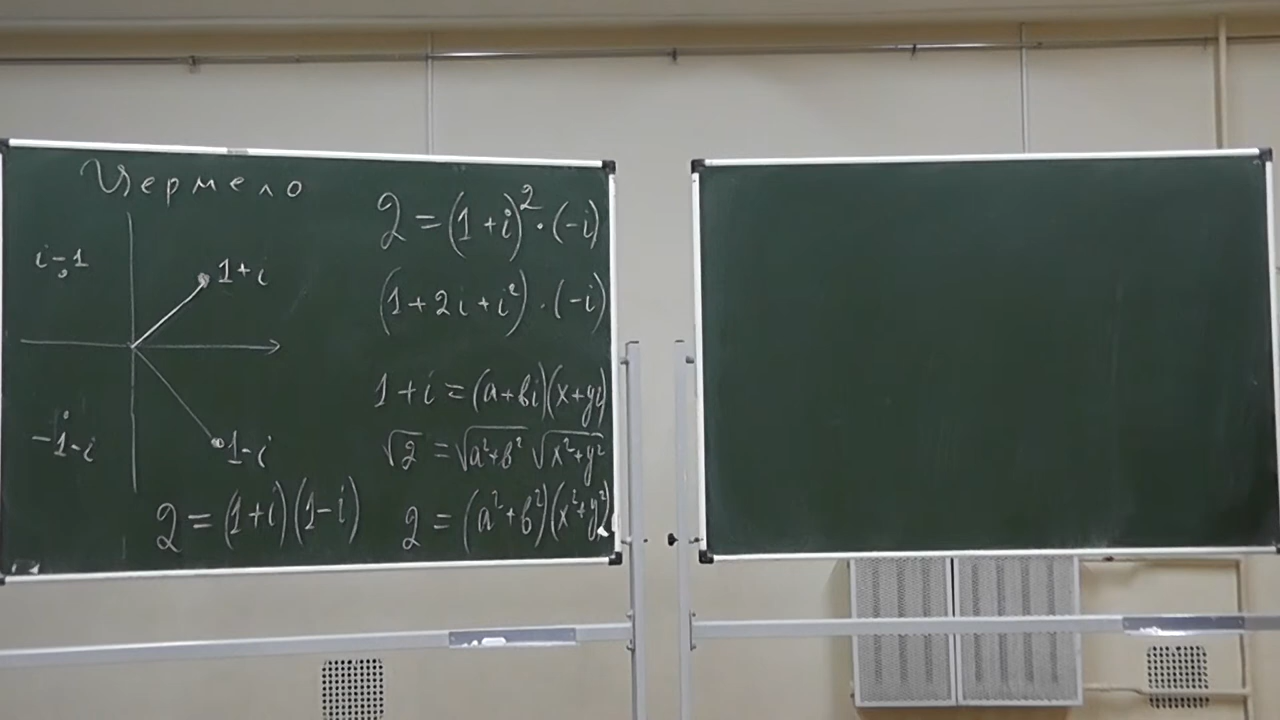 Цермело
i-1
1+i
-1-i
1-i
2=(1+i)(1-i)
2=(1+i)²·(-i)
(1+2i+i²)·(-i)
1+i=(a+bi)(x+yi)
√2=√a²+b² √x²+y²
2=(a²+b²)(x²+y²)